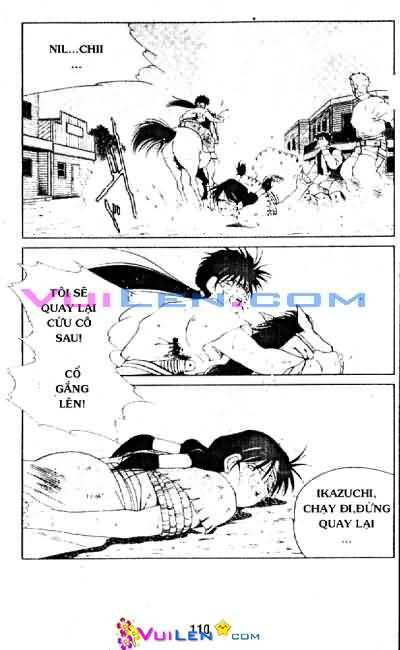 NIL...CHII
...
TÔI SẼ
QUAY LẠI
CỨU CÔ
SAU!
CỐ
GẮNG
LÊN!
VUILEN.COM
IKAZUCHI,
CHẠY ĐI,ĐỪNG
QUAY LẠI
...
110
VUILEN.COM